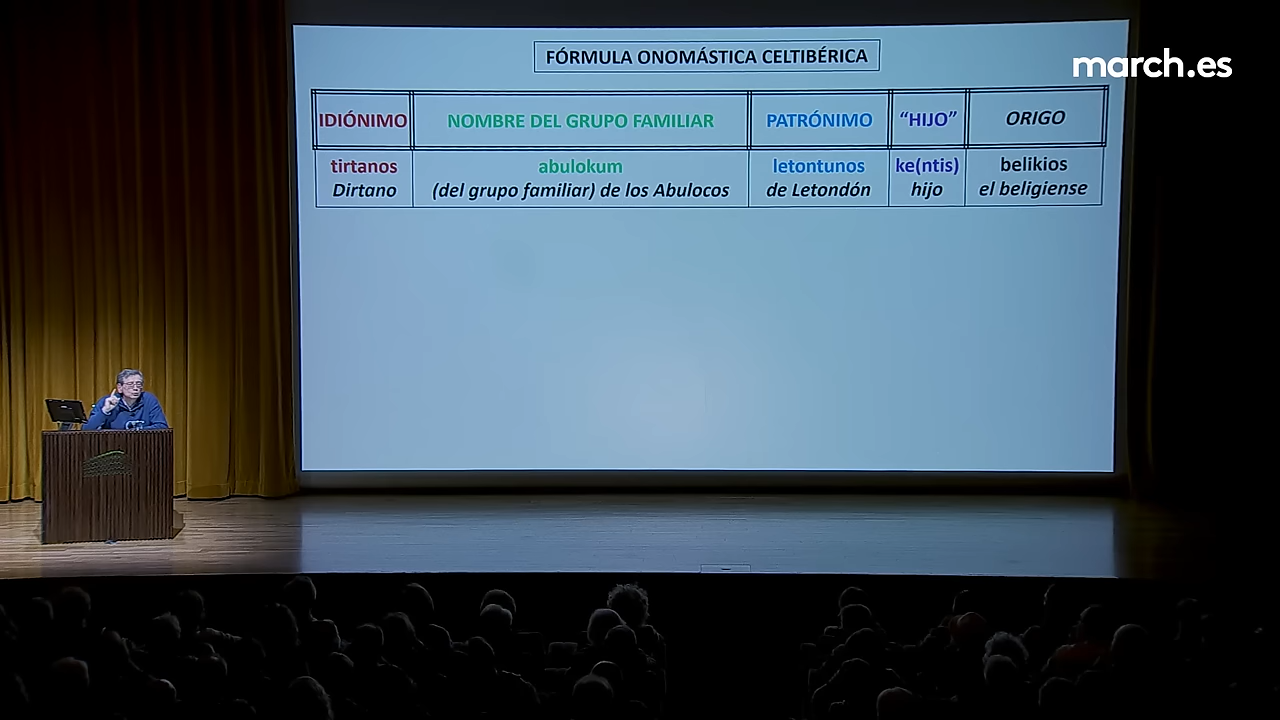 FÓRMULA ONOMÁSTICA CELTIBÉRICA
march.es
IDIÓNIMO NOMBRE DEL GRUPO FAMILIAR PATRÓNIMO “HIJO” ORIGO
tirtanos abulokum letontunos ke(ntis) belikios
Dirtano (del grupo familiar) de los Abulocos de Letondón hijo el beligiense